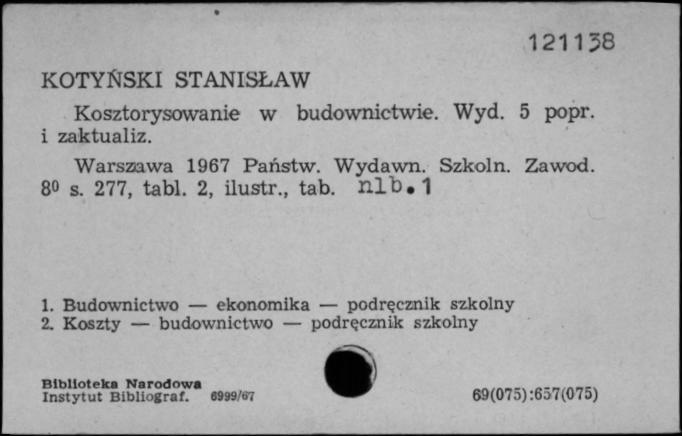 121138
KOTYŃSKI STANISŁAW
Kosztorysowanie w budownictwie. Wyd. 5 popr.
i zaktualiz.
Warszawa 1967 Państw. Wydawn. Szkoln. Zawod.
8⁰ s. 277, tabl. 2, ilustr., tab. nlb. 1
1. Budownictwo — ekonomika — podręcznik szkolny
2. Koszty — budownictwo — podręcznik szkolny
Biblioteka Narodowa
Instytut Bibliograf. 6999/67
69(075):657(075)